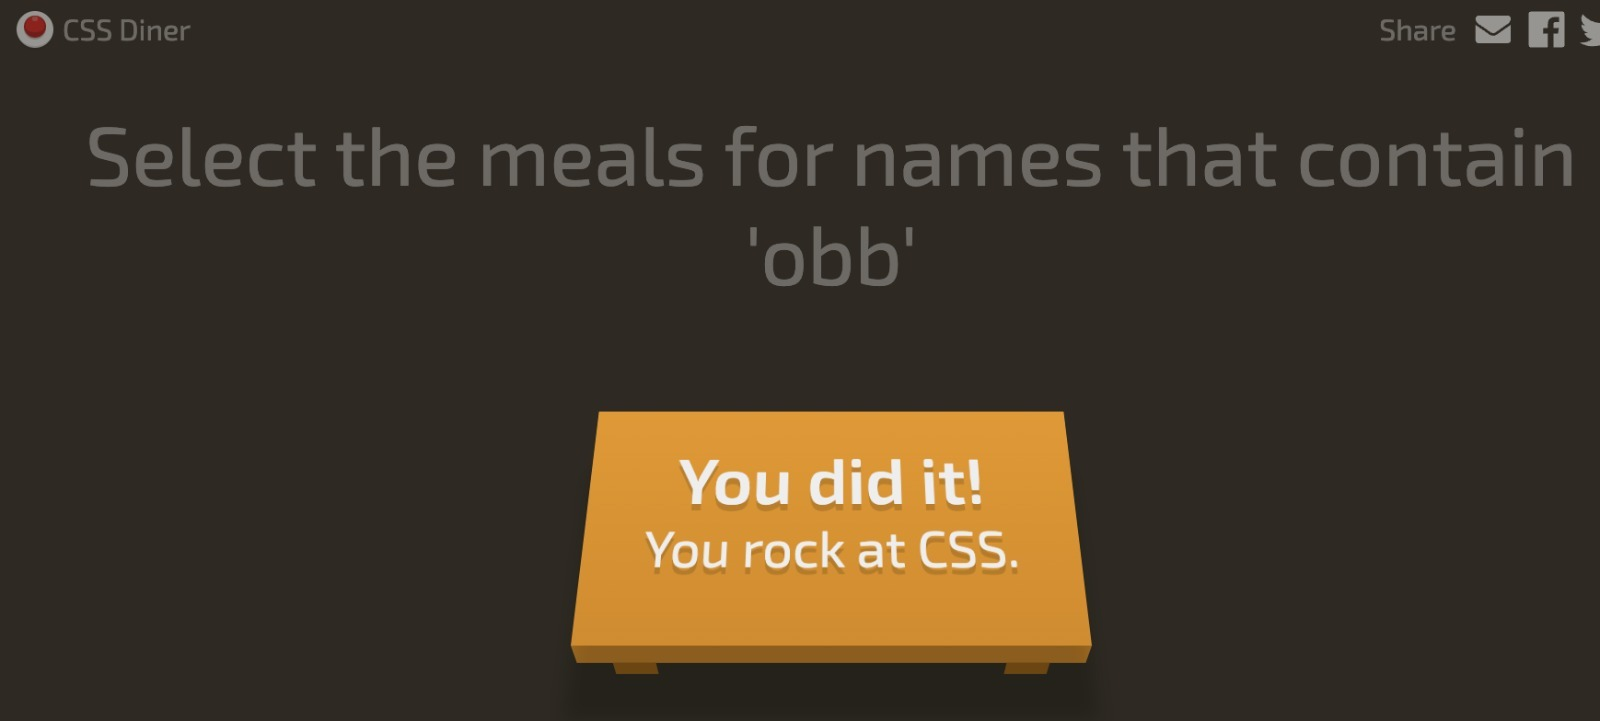 CSS Diner
Share
Select the meals for names that contain
'obb'
You did it!
You rock at CSS.